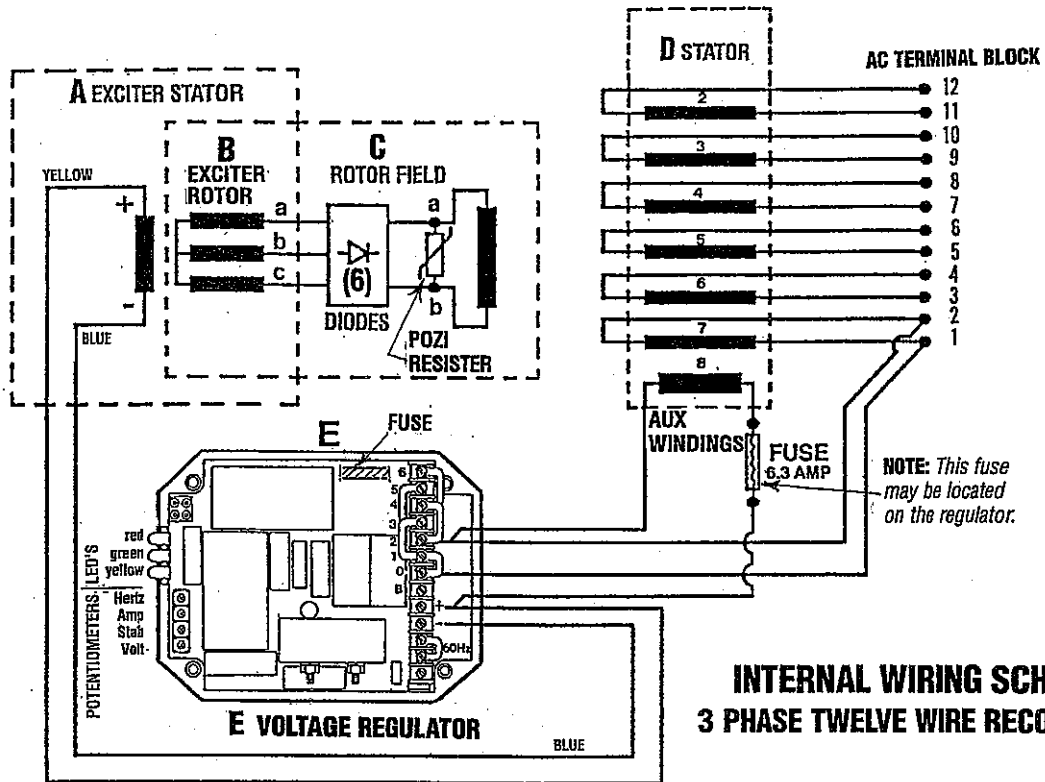 A EXCITER STATOR
YELLOW
+
-
BLUE
B
EXCITER
ROTOR
a
b
c
C
ROTOR FIELD
(6)
DIODES
a
b
POZI
RESISTER
D STATOR
2
3
4
5
6
7
8
AUX
WINDINGS
AC TERMINAL BLOCK
12
11
10
9
8
7
6
5
4
3
2
1
FUSE
6.3 AMP
NOTE: This fuse
may be located
on the regulator.
E
FUSE
6
5
4
3
2
1
0
B
+
-
60Hz
LED'S
red
green
yellow
POTENTIOMETERS
Hertz
Amp
Stab
Volt
E VOLTAGE REGULATOR
BLUE
INTERNAL WIRING SCH
3 PHASE TWELVE WIRE RECO